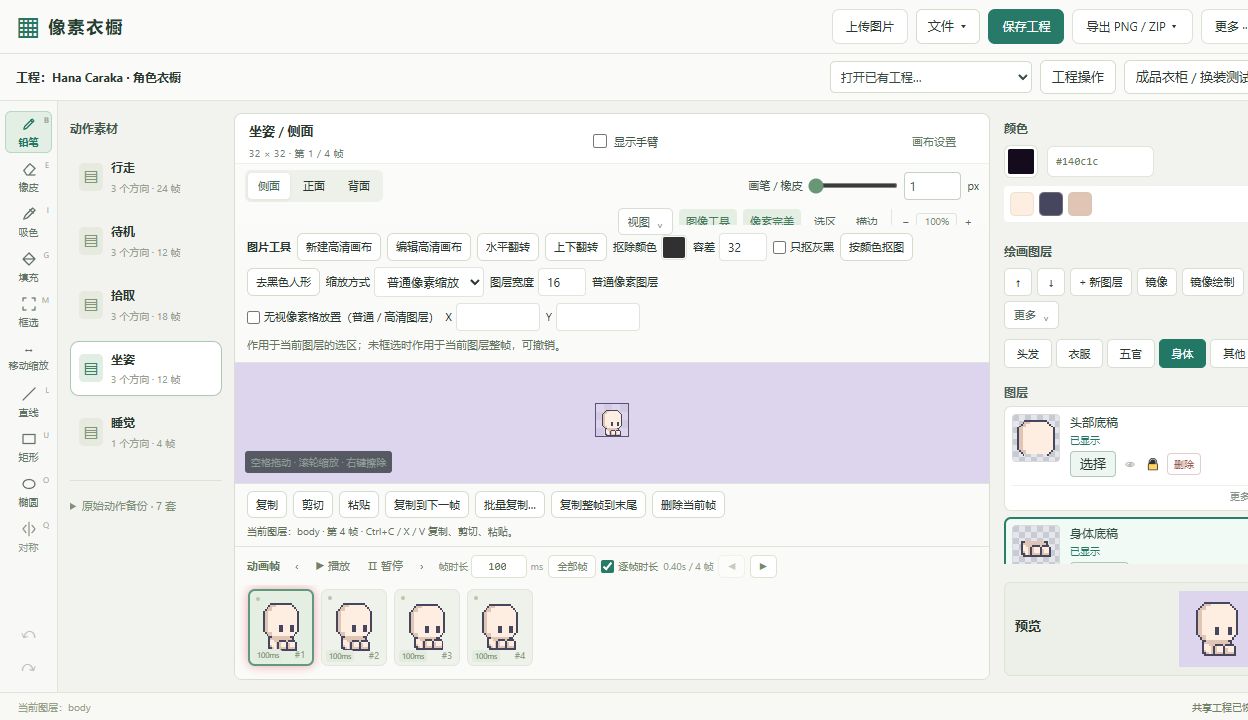 像素衣橱
上传图片
文件
保存工程
导出 PNG / ZIP
更多 ··
工程：Hana Caraka · 角色衣橱
打开已有工程...
工程操作
成品衣柜 / 换装测试
铅笔 B
橡皮 E
吸色 I
填充 G
框选 M
移动缩放
直线 L
矩形 U
椭圆 O
对称 Q
动作素材
行走
3 个方向 · 24 帧
待机
3 个方向 · 12 帧
拾取
3 个方向 · 18 帧
坐姿
3 个方向 · 12 帧
睡觉
1 个方向 · 4 帧
原始动作备份 · 7 套
坐姿 / 侧面
32 × 32 · 第 1 / 4 帧
显示手臂
画布设置
侧面 正面 背面
画笔 / 橡皮 1 px
视图 图像工具 像素完美 选区 描边 − 100% +
图片工具 新建高清画布 编辑高清画布 水平翻转 上下翻转 抠除颜色 容差 32 只抠灰黑 按颜色抠图
去黑色人形 缩放方式 普通像素缩放 图层宽度 16 普通像素图层
无视像素格放置（普通 / 高清图层） X Y
作用于当前图层的选区；未框选时作用于当前图层整帧，可撤销。
空格拖动 · 滚轮缩放 · 右键擦除
复制 剪切 粘贴 复制到下一帧 批量复制... 复制整帧到末尾 删除当前帧
当前图层：body · 第 4 帧 · Ctrl+C / X / V 复制、剪切、粘贴。
动画帧 ‹ ▶ 播放 暂停 › 帧时长 100 ms 全部帧 逐帧时长 0.40s / 4 帧 ◀ ▶
100ms #1
100ms #2
100ms #3
100ms #4
颜色
#140c1c
绘画图层
↑ ↓ + 新图层 镜像 镜像绘制
更多
头发 衣服 五官 身体 其他
图层
头部底稿
已显示
选择 删除
更多
身体底稿
已显示
预览
当前图层：body
共享工程已